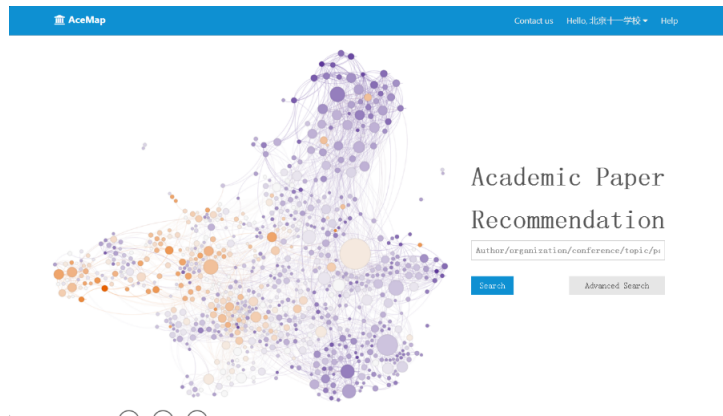 AceMap
Contact us Hello, 北京十一学校 Help
Academic Paper
Recommendation
Author/organization/conference/topic/pa
Search
Advanced Search